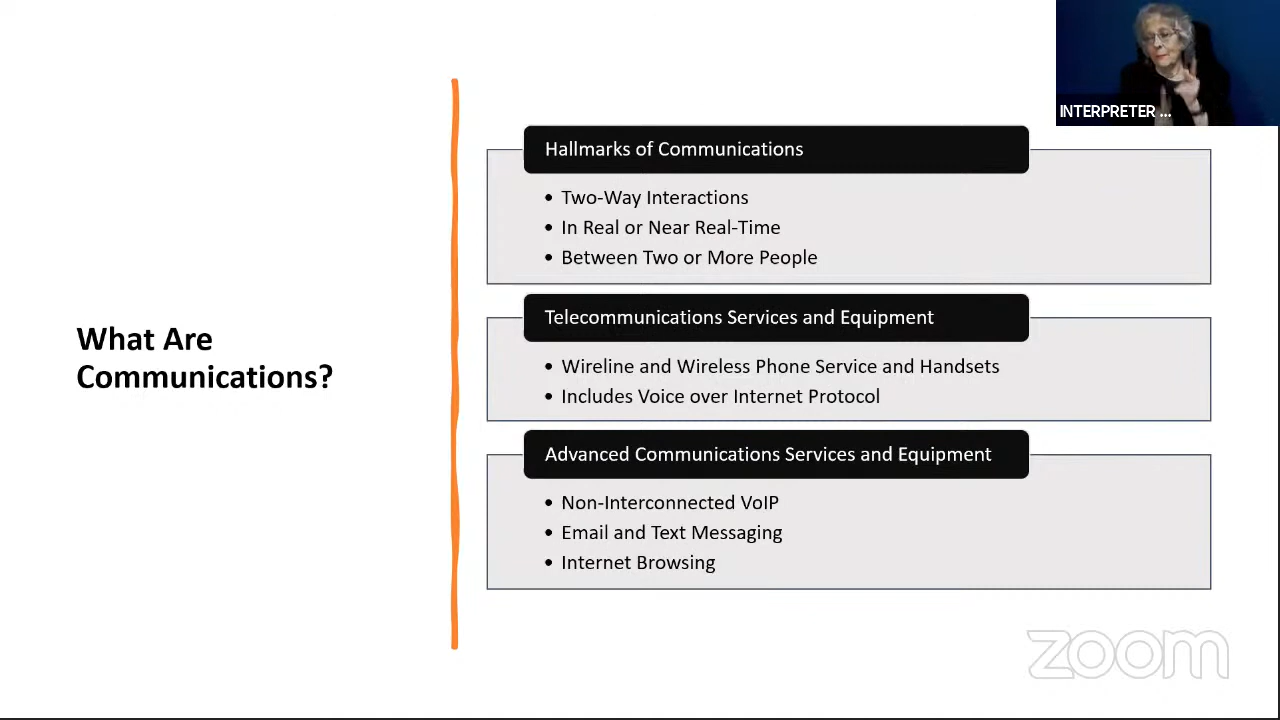 INTERPRETER ...
Hallmarks of Communications
• Two-Way Interactions
• In Real or Near Real-Time
• Between Two or More People
What Are
Communications?
Telecommunications Services and Equipment
• Wireline and Wireless Phone Service and Handsets
• Includes Voice over Internet Protocol
Advanced Communications Services and Equipment
• Non-Interconnected VoIP
• Email and Text Messaging
• Internet Browsing
zoom